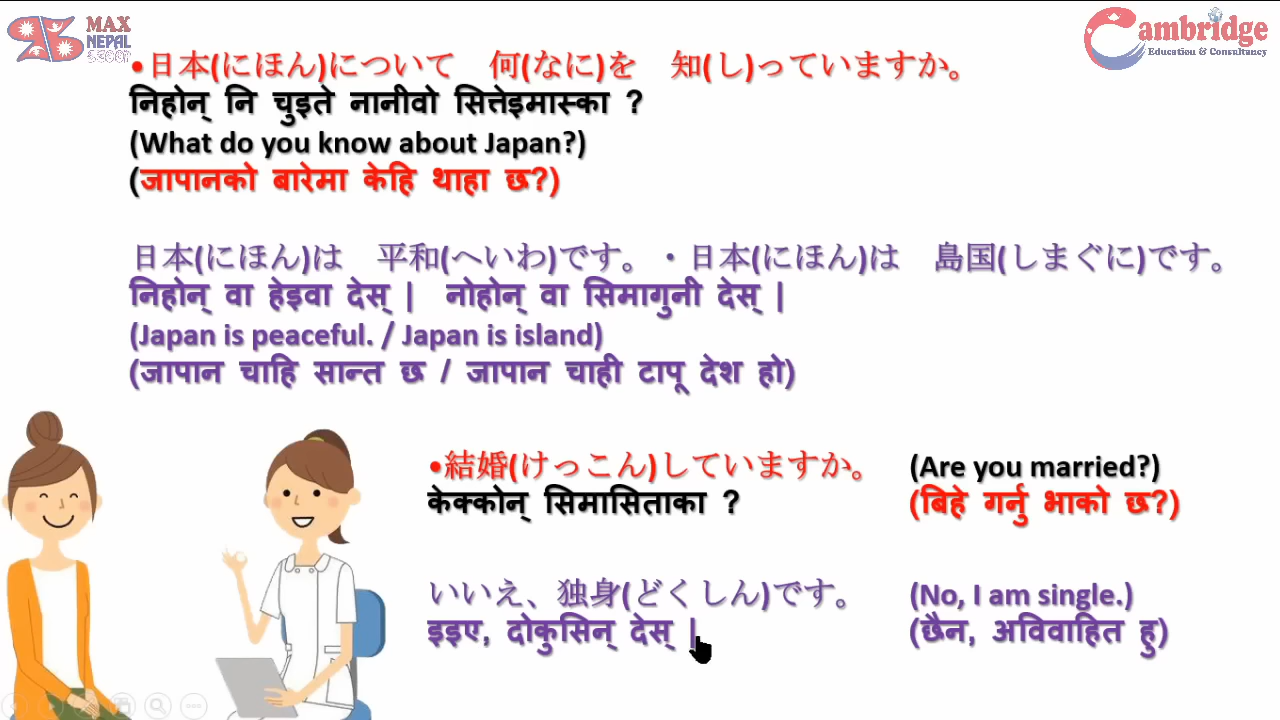 MAX
NEPAL
Cambridge
Education & Consultancy
•日本(にほん)について　何(なに)を　知(し)っていますか。
निहोन् नि चुइते नानीवो सित्तेइमास्का ?
(What do you know about Japan?)
(जापानको बारेमा केहि थाहा छ?)
日本(にほん)は　平和(へいわ)です。・日本(にほん)は　島国(しまぐに)です。
निहोन् वा हेइवा देस् | नोहोन् वा सिमागुनी देस् |
(Japan is peaceful. / Japan is island)
(जापान चाहि सान्त छ / जापान चाही टापू देश हो)
•結婚(けっこん)していますか。 (Are you married?)
केक्कोन् सिमासिताका ? (बिहे गर्नु भाको छ?)
いいえ、独身(どくしん)です。 (No, I am single.)
इइए, दोकुसिन् देस् | (छैन, अविवाहित हु)